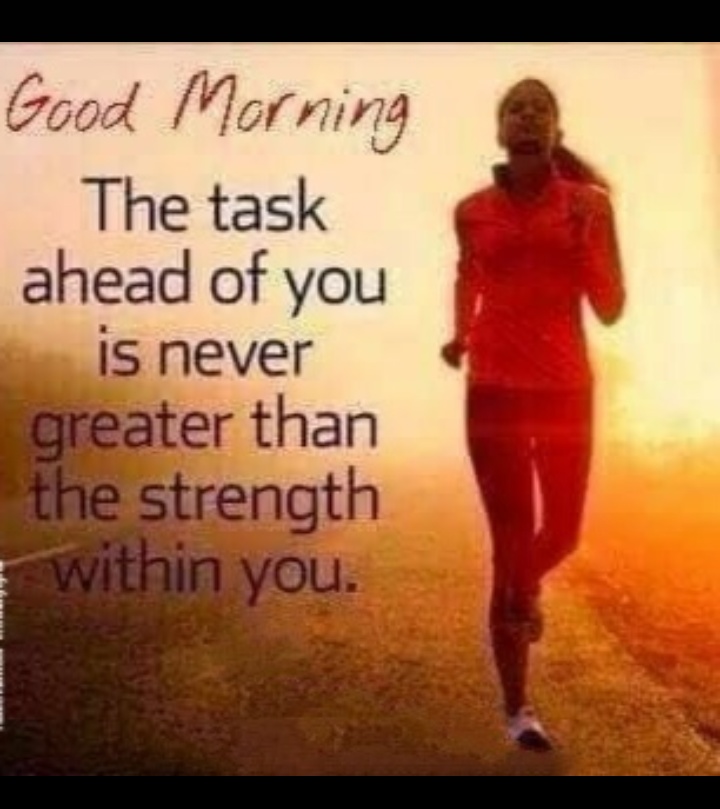 Good Morning
The task
ahead of you
is never
greater than
the strength
within you.